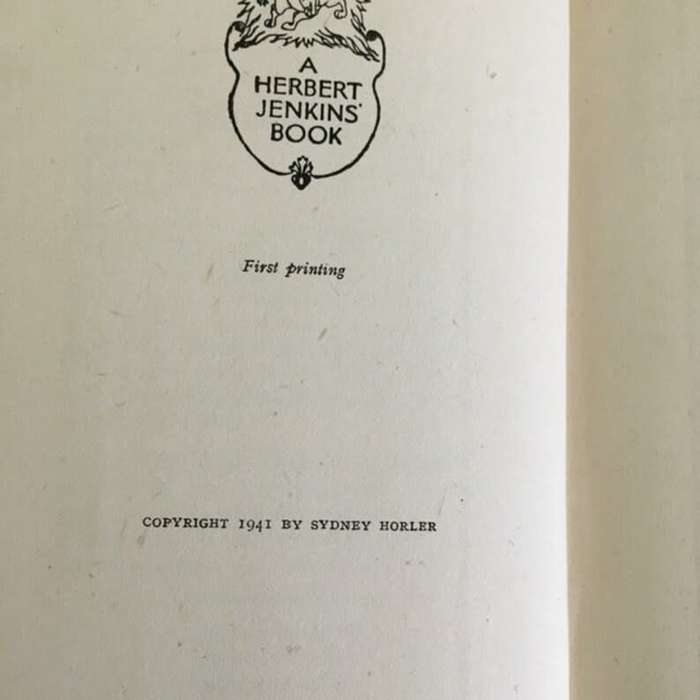 A
HERBERT
JENKINS'
BOOK
First printing
COPYRIGHT 1941 BY SYDNEY HORLER